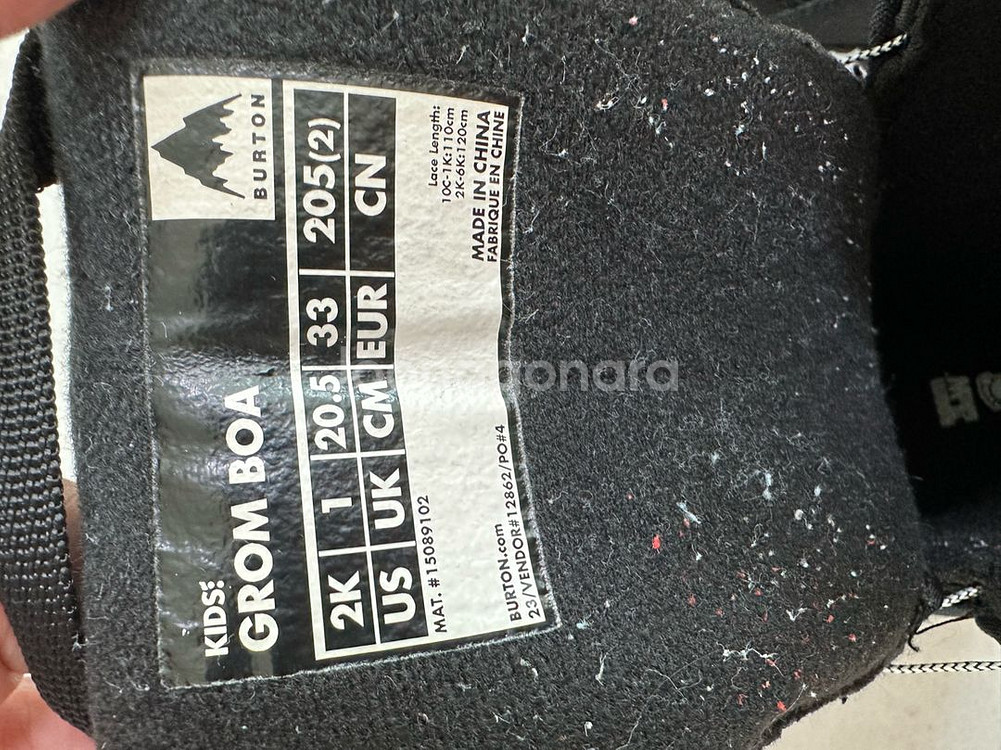 BURTON
KIDS:
GROM BOA
2K 1 20.5 33 205(2)
US UK CM EUR CN
MAT. #15089102
Lace Length:
10C-1K:110cm
2K-6K:120cm
MADE IN CHINA
FABRIQUE EN CHINE
BURTON.com
23/VENDOR#12862/PO#4